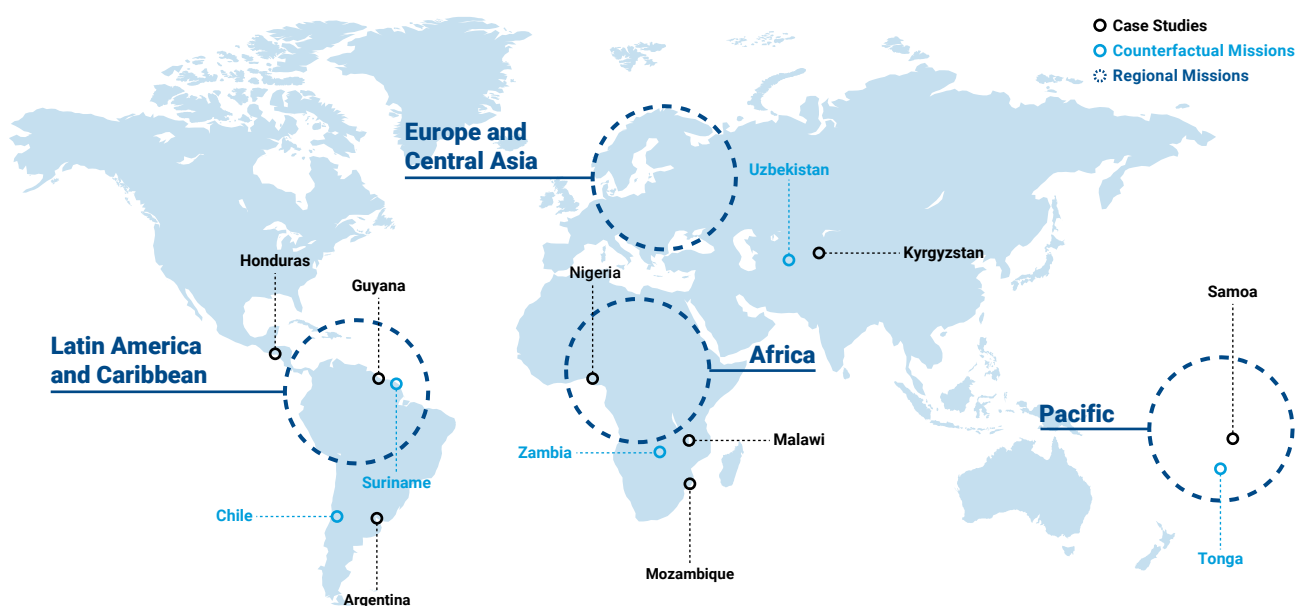 Case Studies
Counterfactual Missions
Regional Missions
Europe and
Central Asia
Uzbekistan
Kyrgyzstan
Honduras
Nigeria
Guyana
Samoa
Latin America
and Caribbean
Africa
Pacific
Malawi
Zambia
Suriname
Chile
Tonga
Mozambique
Argentina